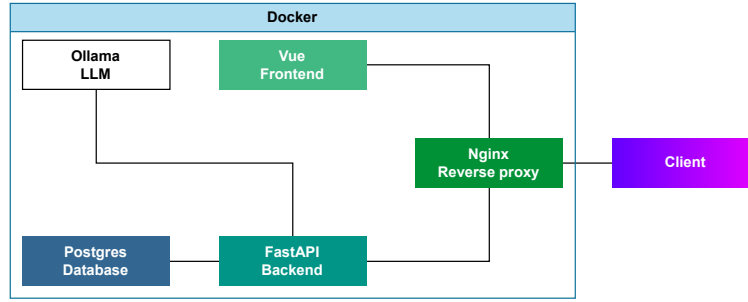 Docker
Ollama
LLM
Vue
Frontend
Nginx
Reverse proxy
Client
Postgres
Database
FastAPI
Backend